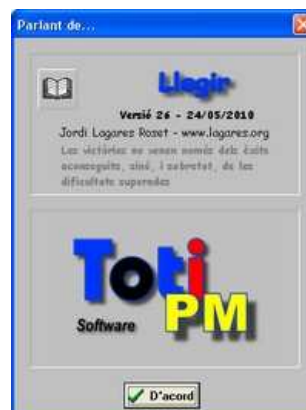 Parlant de...
Llegir
Versió 26 - 24/05/2010
Jordi Lagares Roset - www.lagares.org
Les victòries no venen només dels èxits
aconseguits, sinó, i sobretot, de les
dificultats superades
Toti
Software
PM
D'acord